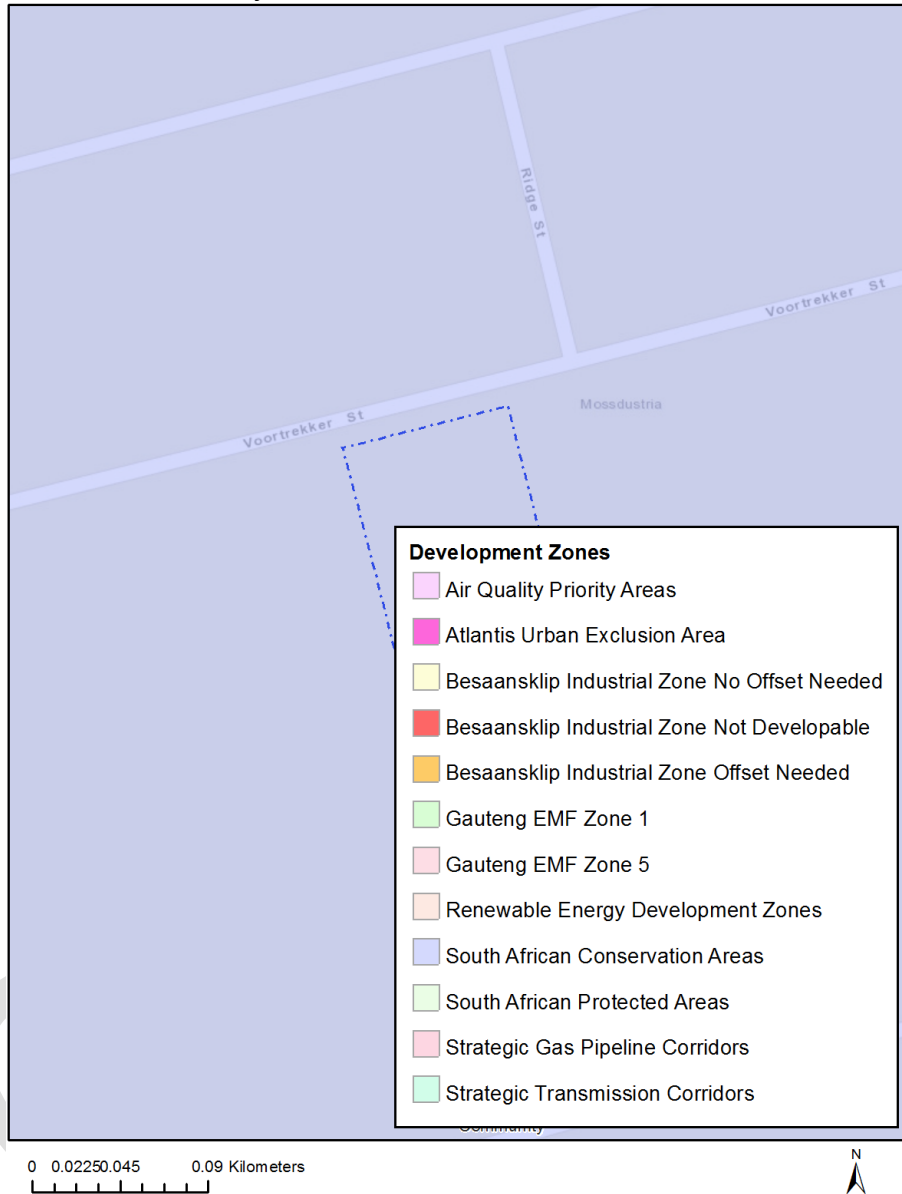 Ridge St
Voortrekker St
Mossdustria
Voortrekker St
Development Zones
Air Quality Priority Areas
Atlantis Urban Exclusion Area
Besaansklip Industrial Zone No Offset Needed
Besaansklip Industrial Zone Not Developable
Besaansklip Industrial Zone Offset Needed
Gauteng EMF Zone 1
Gauteng EMF Zone 5
Renewable Energy Development Zones
South African Conservation Areas
South African Protected Areas
Strategic Gas Pipeline Corridors
Strategic Transmission Corridors
Community
0 0.02250.045 0.09 Kilometers
N